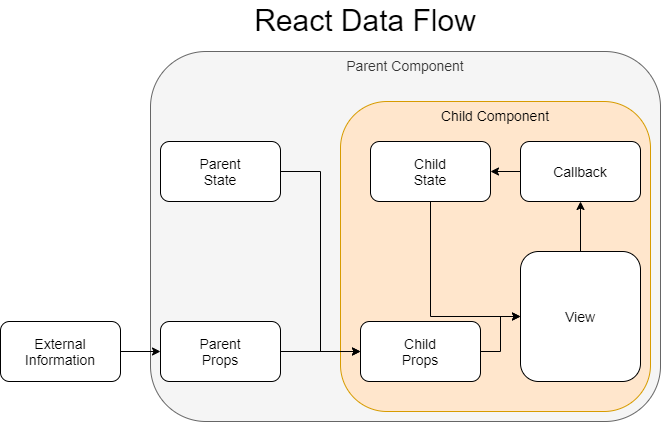 React Data Flow
Parent Component
Child Component
Parent
State
Child
State
Callback
External
Information
Parent
Props
Child
Props
View